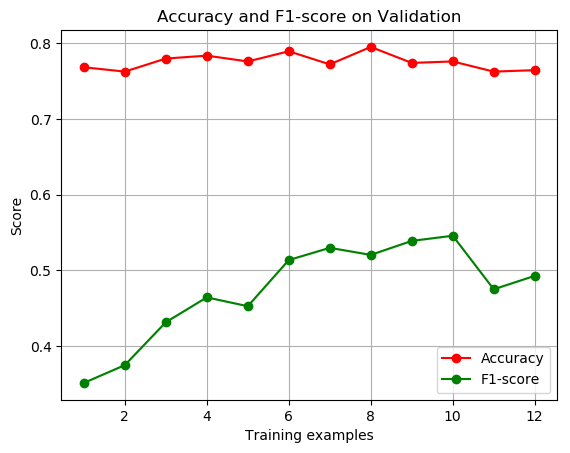 Accuracy and F1-score on Validation
0.8
0.7
0.6
0.5
0.4
Score
2 4 6 8 10 12
Training examples
Accuracy
F1-score